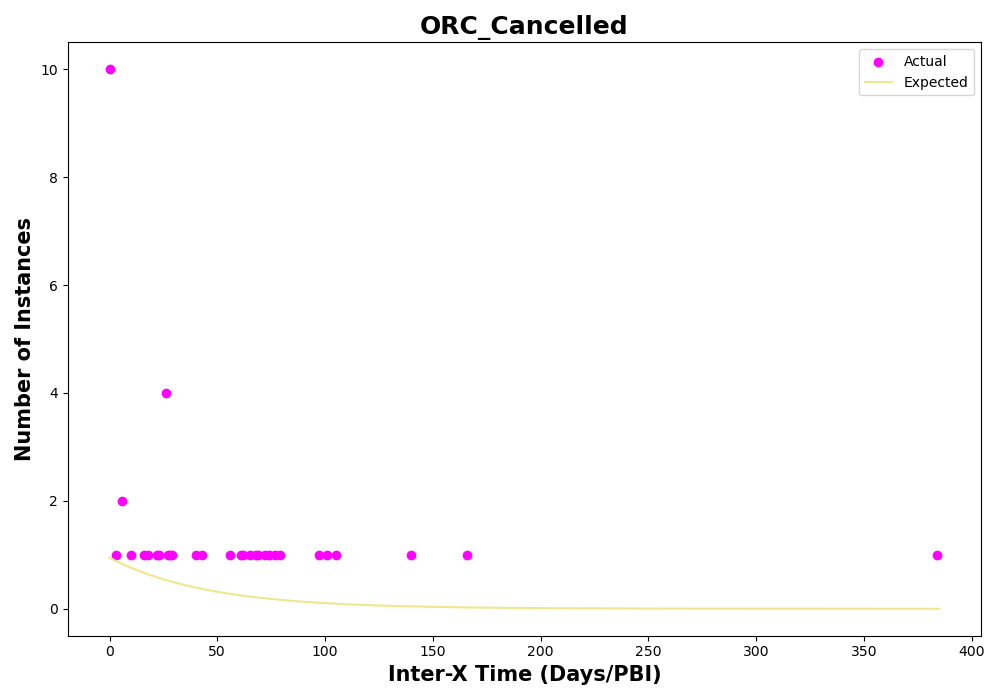 ORC_Cancelled
Actual
Expected
Number of Instances
10
8
6
4
2
0
0 50 100 150 200 250 300 350 400
Inter-X Time (Days/PBI)